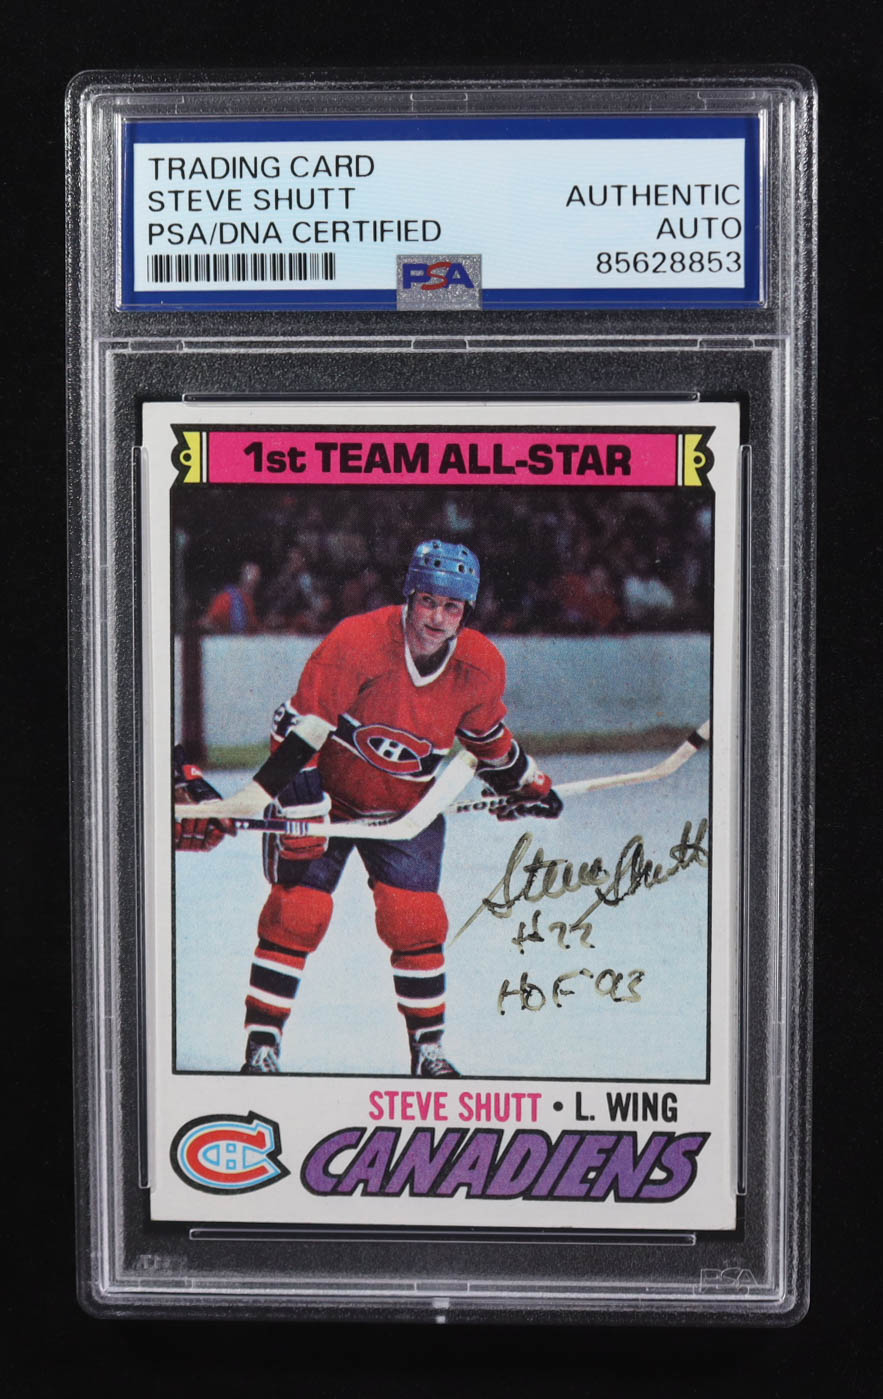 TRADING CARD
STEVE SHUTT
PSA/DNA CERTIFIED
AUTHENTIC
AUTO
85628853
PSA
1st TEAM ALL-STAR
Steve Shutt
#22
HOF '93
STEVE SHUTT • L. WING
CANADIENS
PSA